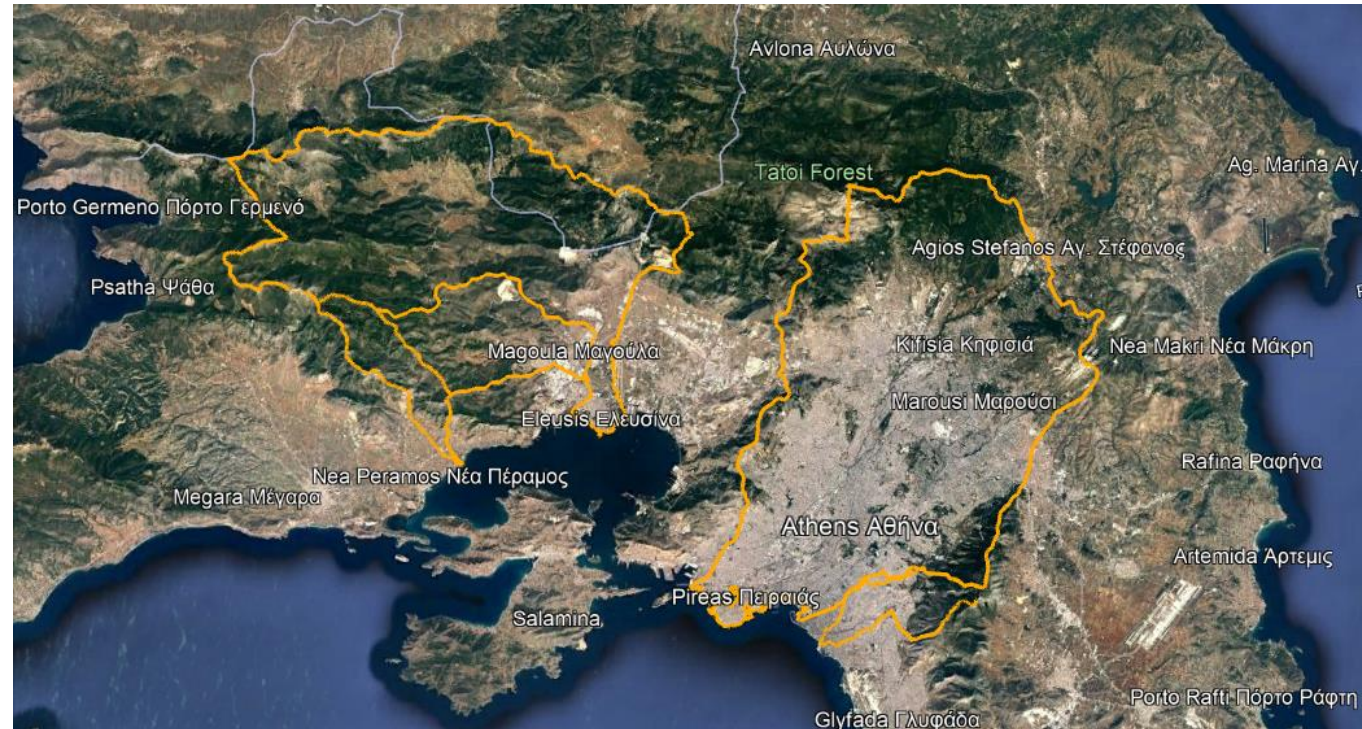 Avlona Αυλώνα
Tatoi Forest
Ag. Marina Αγ.
Porto Germeno Πόρτο Γερμενό
Agios Stefanos Αγ. Στέφανος
Psatha Ψάθα
Magoula Μαγούλα
Kifisia Κηφισιά
Nea Makri Νέα Μάκρη
Marousi Μαρούσι
Eleusis Ελευσίνα
Nea Peramos Νέα Πέραμος
Rafina Ραφήνα
Megara Μέγαρα
Athens Αθήνα
Artemida Άρτεμις
Pireas Πειραιάς
Salamina
Porto Rafti Πόρτο Ράφτη
Glyfada Γλυφάδα